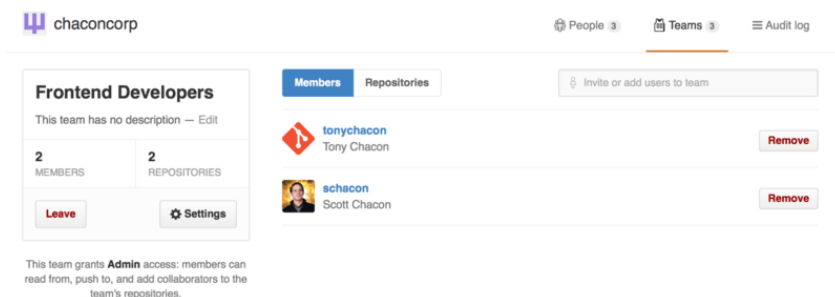 chaconcorp
People 3
Teams 3
Audit log
Frontend Developers
This team has no description — Edit
2
MEMBERS
2
REPOSITORIES
Leave
Settings
This team grants Admin access: members can
read from, push to, and add collaborators to the
team's repositories.
Members
Repositories
Invite or add users to team
tonychacon
Tony Chacon
Remove
schacon
Scott Chacon
Remove